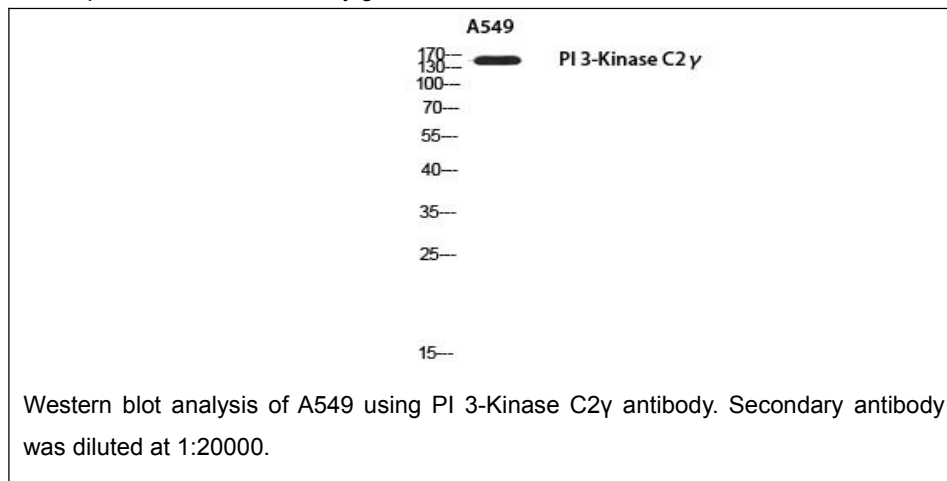 A549
170---
PI 3-Kinase C2γ
130---
100---
70---
55---
40---
35---
25---
15---
Western blot analysis of A549 using PI 3-Kinase C2γ antibody. Secondary antibody
was diluted at 1:20000.